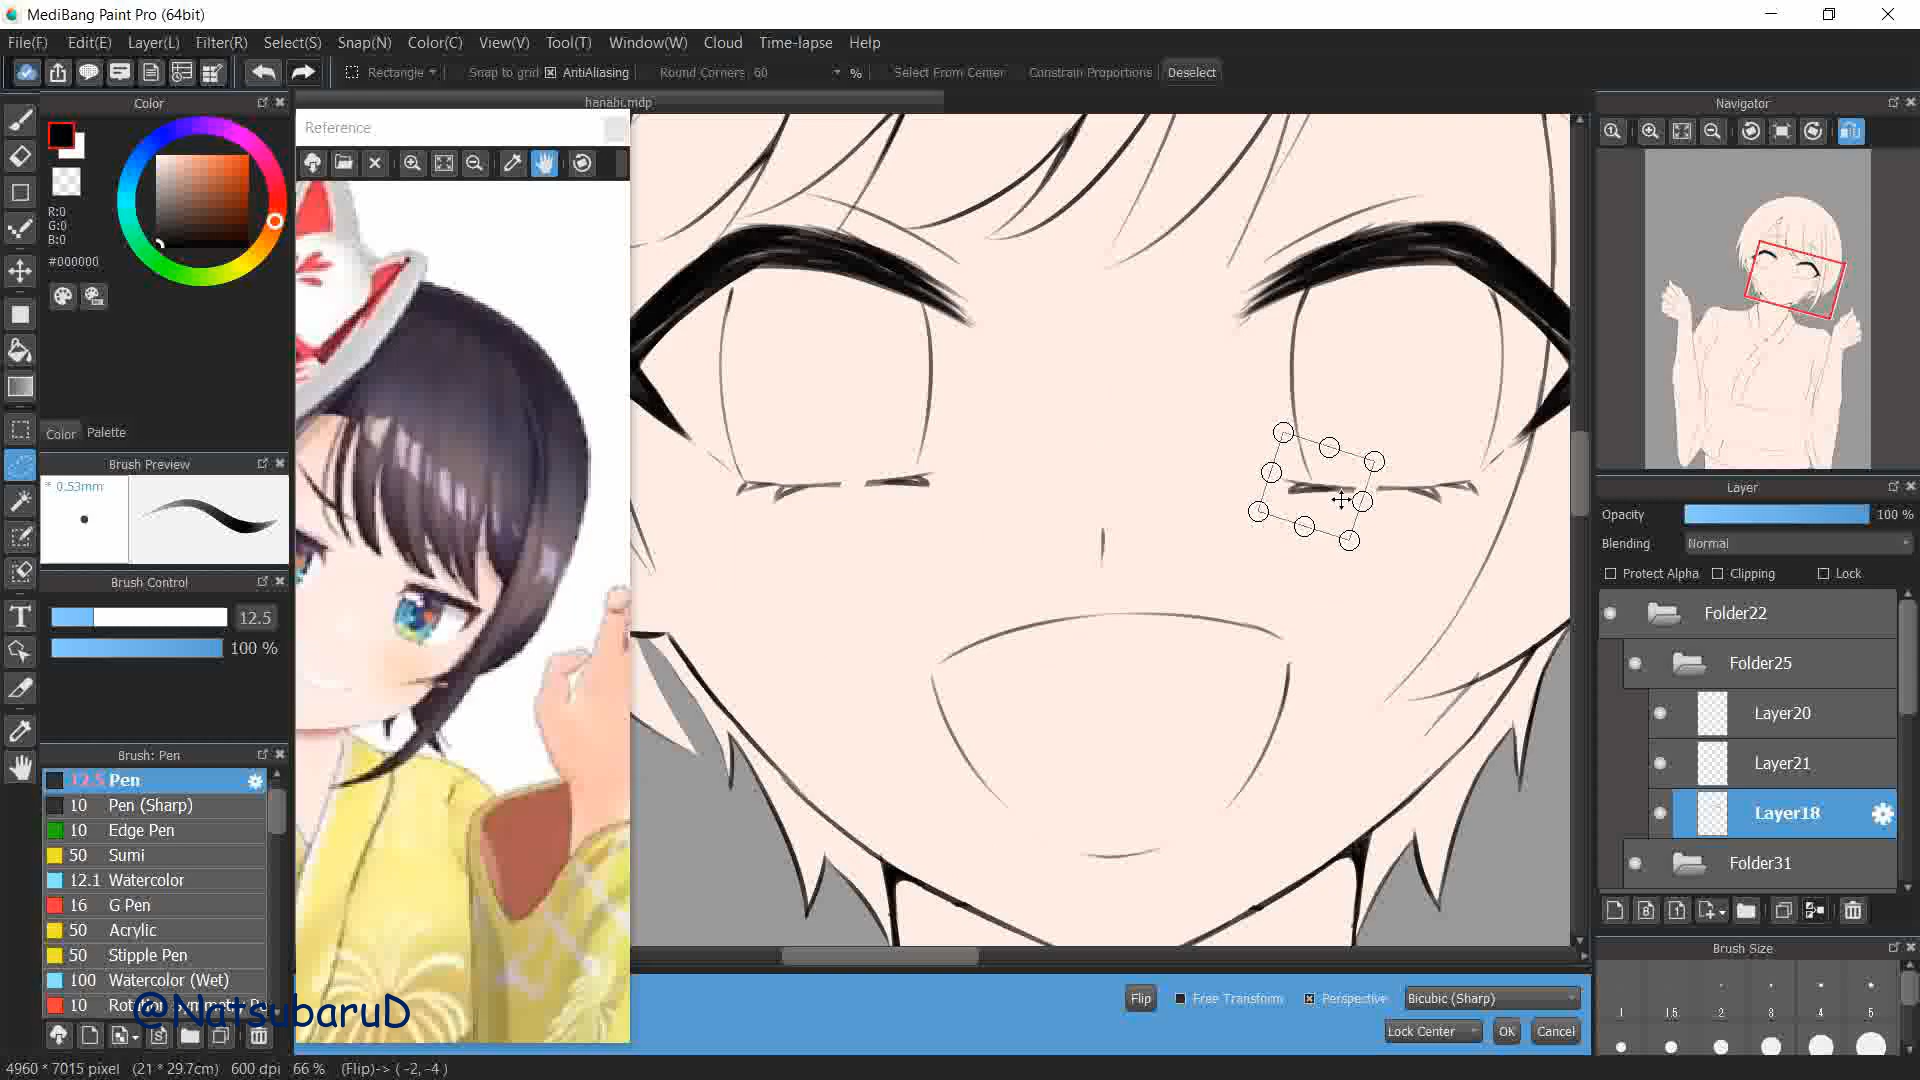 MediBang Paint Pro (64bit)
File(F) Edit(E) Layer(L) Filter(R) Select(S) Snap(N) Color(C) View(V) Tool(T) Window(W) Cloud Time-lapse Help
Rectangle Snap to grid AntiAliasing Round Corners 60 % Select From Center Constrain Proportions Deselect
Color
hanabi.mdp
Navigator
Reference
R:0
G:0
B:0
#000000
Color Palette
Brush Preview
* 0.53mm
Layer
Opacity 100 %
Blending Normal
Protect Alpha Clipping Lock
Brush Control
12.5
100 %
Folder22
Folder25
Layer20
Layer21
Layer18
Folder31
Brush: Pen
12.5 Pen
10 Pen (Sharp)
10 Edge Pen
50 Sumi
12.1 Watercolor
16 G Pen
50 Acrylic
50 Stipple Pen
100 Watercolor (Wet)
10
@NatsubaruD
Brush Size
1 1.5 2 3 4 5
Flip Free Transform Perspective Bicubic (Sharp)
Lock Center OK Cancel
4960 * 7015 pixel (21 * 29.7cm) 600 dpi 66 % (Flip)-> ( -2, -4 )